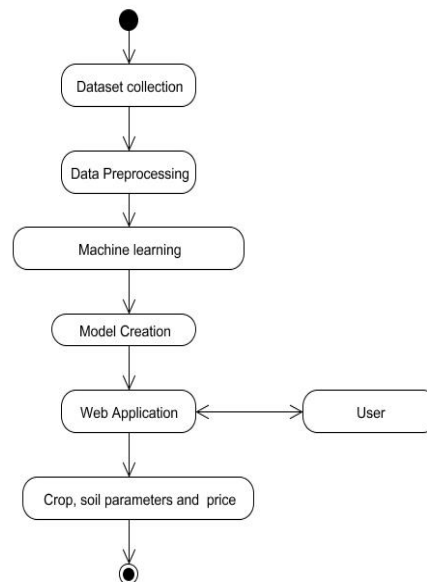 Dataset collection
Data Preprocessing
Machine learning
Model Creation
Web Application
User
Crop, soil parameters and price